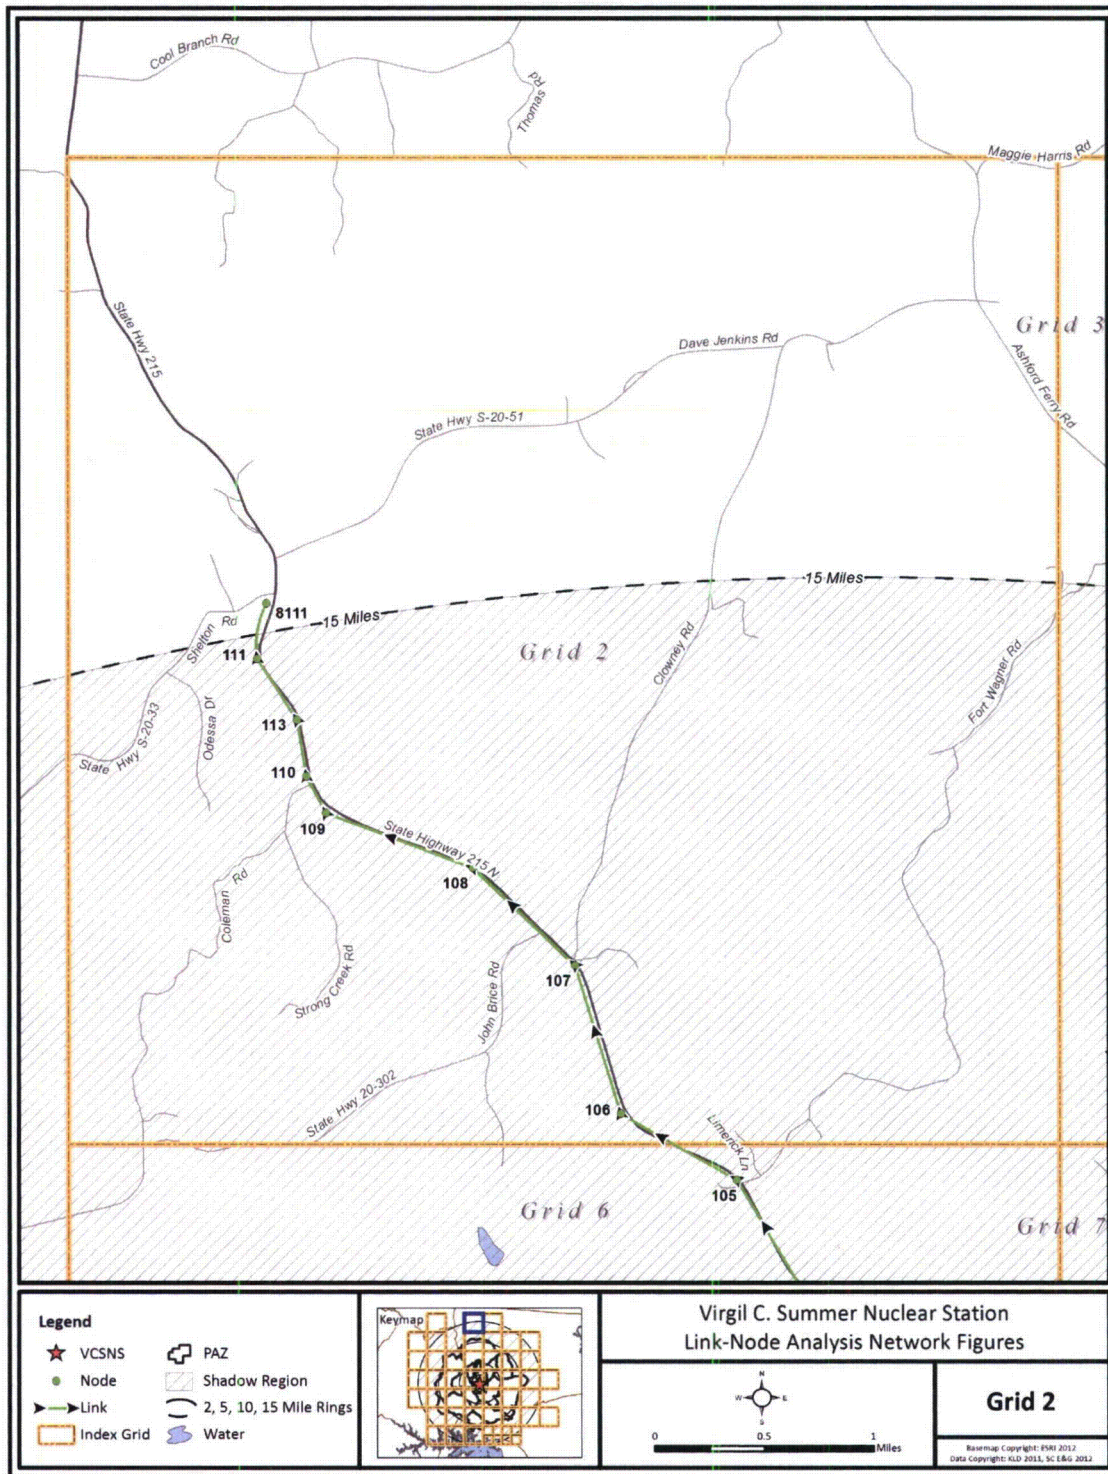 Cool Branch Rd
Thomas Rd
Maggie Harris Rd
State Hwy 215
Grid 3
Dave Jenkins Rd
Ashford Ferry Rd
State Hwy S-20-51
15 Miles
8111
15 Miles
Shelton Rd
111
Grid 2
Clowney Rd
Fort Wagner Rd
113
State Hwy S-20-33
Odessa Dr
110
109
State Highway 215 N
108
Coleman Rd
107
Strong Creek Rd
John Brice Rd
State Hwy 20-302
106
Limerick Ln
105
Grid 6
Grid 7
Legend
VCSNS
PAZ
Node
Shadow Region
Link
2, 5, 10, 15 Mile Rings
Index Grid
Water
Keymap
Virgil C. Summer Nuclear Station
Link-Node Analysis Network Figures
N
W
E
S
0
0.5
1
Miles
Grid 2
Basemap Copyright: ESRI 2012
Data Copyright: KLD 2011, SC E&G 2012